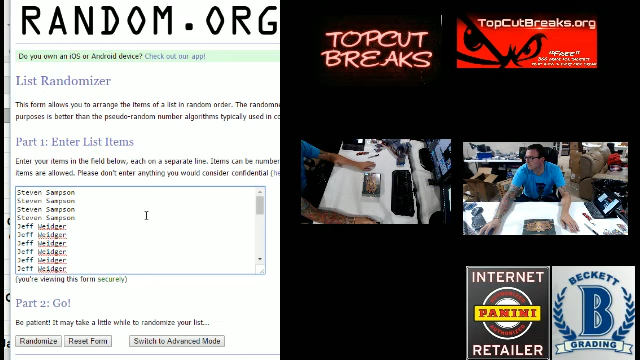 RANDOM.ORG
Do you own an iOS or Android device? Check out our app!
List Randomizer
This form allows you to arrange the items of a list in random order. The randomne
purposes is better than the pseudo-random number algorithms typically used in co
Part 1: Enter List Items
Enter your items in the field below, each on a separate line. Items can be number
items are allowed. Please don't enter anything you would consider confidential (he
Steven Sampson
Steven Sampson
Steven Sampson
Steven Sampson
Jeff Weidger
Jeff Weidger
Jeff Weidger
Jeff Weidger
Jeff Weidger
Jeff Weidger
(you're viewing this form securely)
Part 2: Go!
Be patient! It may take a little while to randomize your list...
Randomize
Reset Form
Switch to Advanced Mode
TOPCUT
BREAKS
TopCutBreaks.org
"FREE"
INTERNET
PANINI
RETAILER
BECKETT
B
GRADING